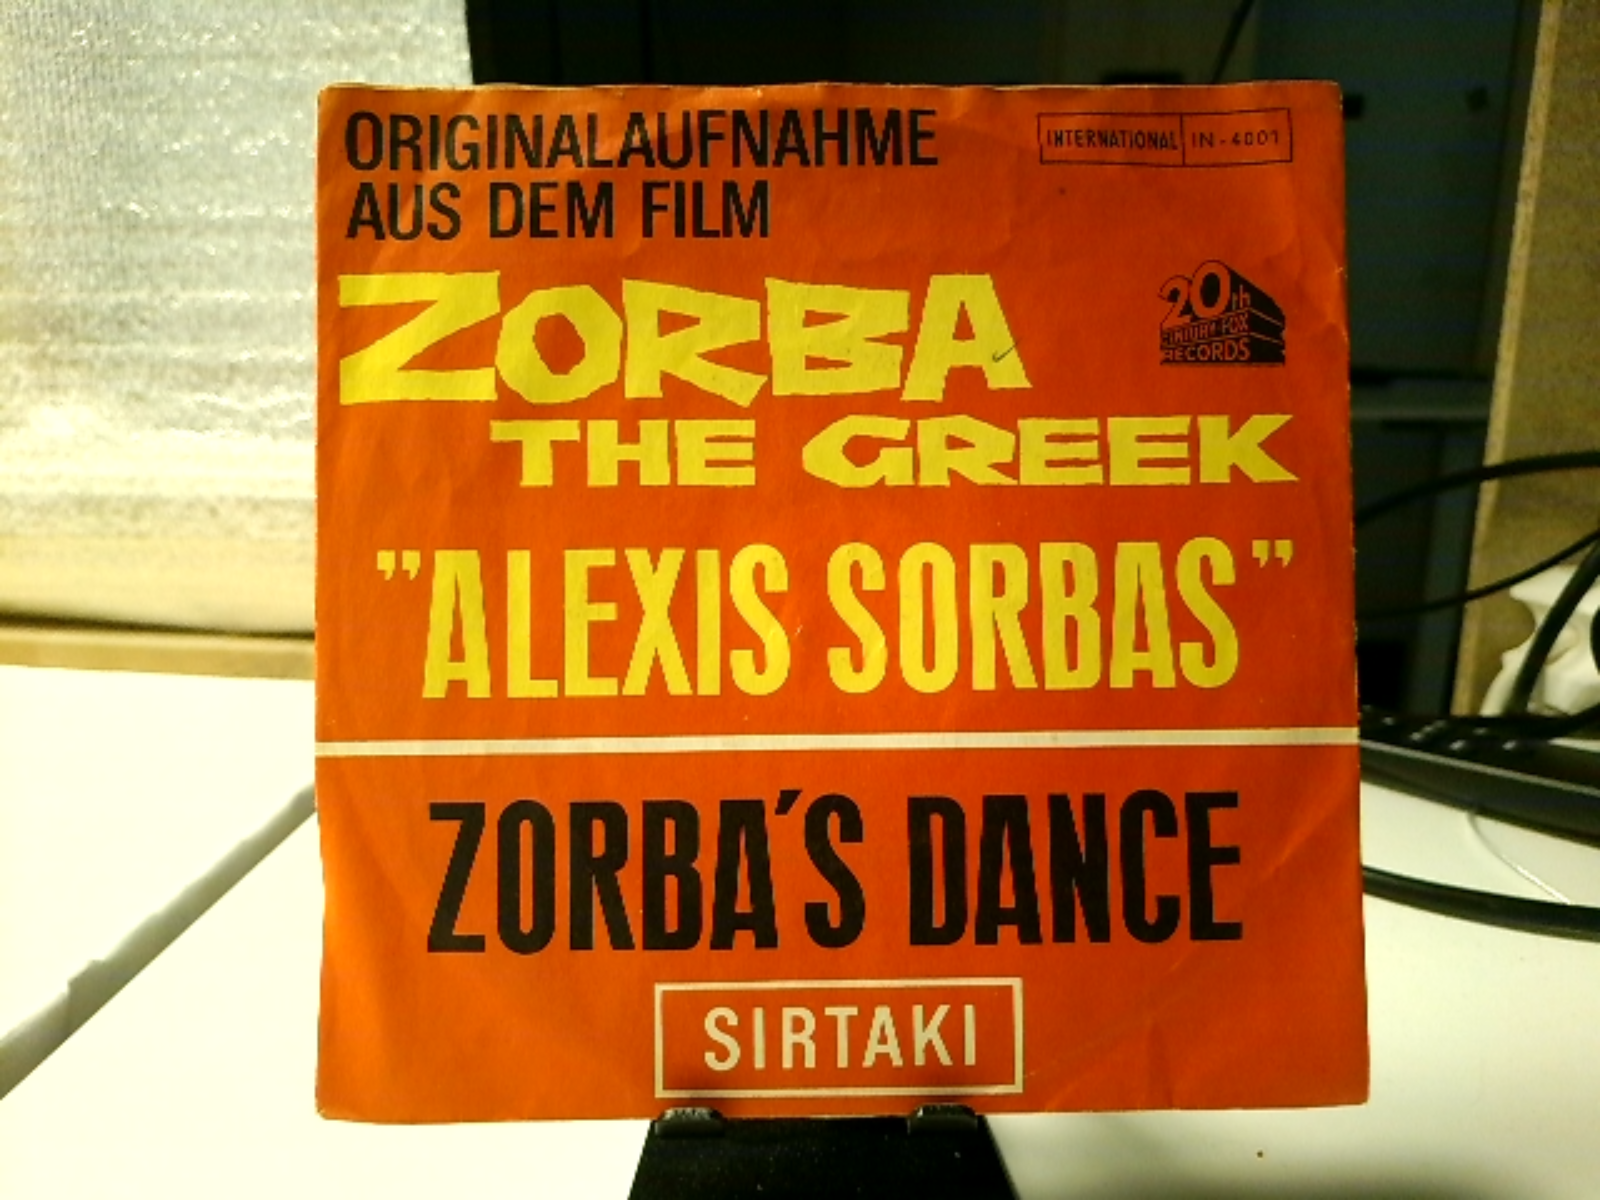 ORIGINALAUFNAHME
AUS DEM FILM
INTERNATIONAL IN-4001
20th
CENTURY-FOX
RECORDS
ZORBA
THE GREEK
"ALEXIS SORBAS"
ZORBA'S DANCE
SIRTAKI